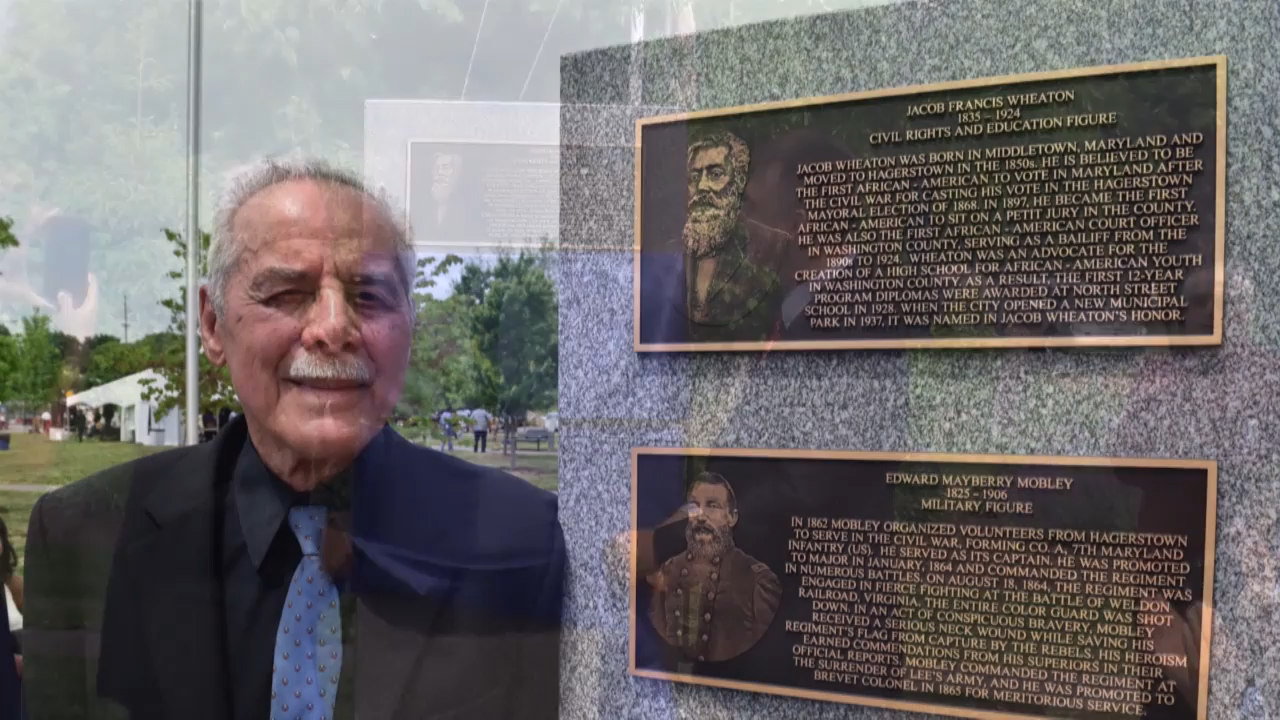 JACOB FRANCIS WHEATON
1835 - 1924
CIVIL RIGHTS AND EDUCATION FIGURE
JACOB WHEATON WAS BORN IN MIDDLETOWN, MARYLAND AND
MOVED TO HAGERSTOWN IN THE 1850s. HE IS BELIEVED TO BE
THE FIRST AFRICAN - AMERICAN TO VOTE IN MARYLAND AFTER
THE CIVIL WAR FOR CASTING HIS VOTE IN THE HAGERSTOWN
MAYORAL ELECTION OF 1868. IN 1897, HE BECAME THE FIRST
AFRICAN - AMERICAN TO SIT ON A PETIT JURY IN THE COUNTY.
HE WAS ALSO THE FIRST AFRICAN - AMERICAN COURT OFFICER
IN WASHINGTON COUNTY, SERVING AS A BAILIFF FROM THE
1890s TO 1924. WHEATON WAS AN ADVOCATE FOR THE
CREATION OF A HIGH SCHOOL FOR AFRICAN - AMERICAN YOUTH
IN WASHINGTON COUNTY. AS A RESULT, THE FIRST 12-YEAR
PROGRAM DIPLOMAS WERE AWARDED AT NORTH STREET
SCHOOL IN 1928. WHEN THE CITY OPENED A NEW MUNICIPAL
PARK IN 1937, IT WAS NAMED IN JACOB WHEATON'S HONOR.
EDWARD MAYBERRY MOBLEY
1825 - 1906
MILITARY FIGURE
IN 1862 MOBLEY ORGANIZED VOLUNTEERS FROM HAGERSTOWN
TO SERVE IN THE CIVIL WAR, FORMING CO. A, 7TH MARYLAND
INFANTRY (US). HE SERVED AS ITS CAPTAIN. HE WAS PROMOTED
TO MAJOR IN JANUARY, 1864 AND COMMANDED THE REGIMENT
IN NUMEROUS BATTLES. ON AUGUST 18, 1864, THE REGIMENT WAS
ENGAGED IN FIERCE FIGHTING AT THE BATTLE OF WELDON
RAILROAD, VIRGINIA. THE ENTIRE COLOR GUARD WAS SHOT
DOWN. IN AN ACT OF CONSPICUOUS BRAVERY, MOBLEY
RECEIVED A SERIOUS NECK WOUND WHILE SAVING HIS
REGIMENT'S FLAG FROM CAPTURE BY THE REBELS. HIS HEROISM
EARNED COMMENDATIONS FROM HIS SUPERIORS IN THEIR
OFFICIAL REPORTS. MOBLEY COMMANDED THE REGIMENT AT
THE SURRENDER OF LEE'S ARMY, AND HE WAS PROMOTED TO
BREVET COLONEL IN 1865 FOR MERITORIOUS SERVICE.